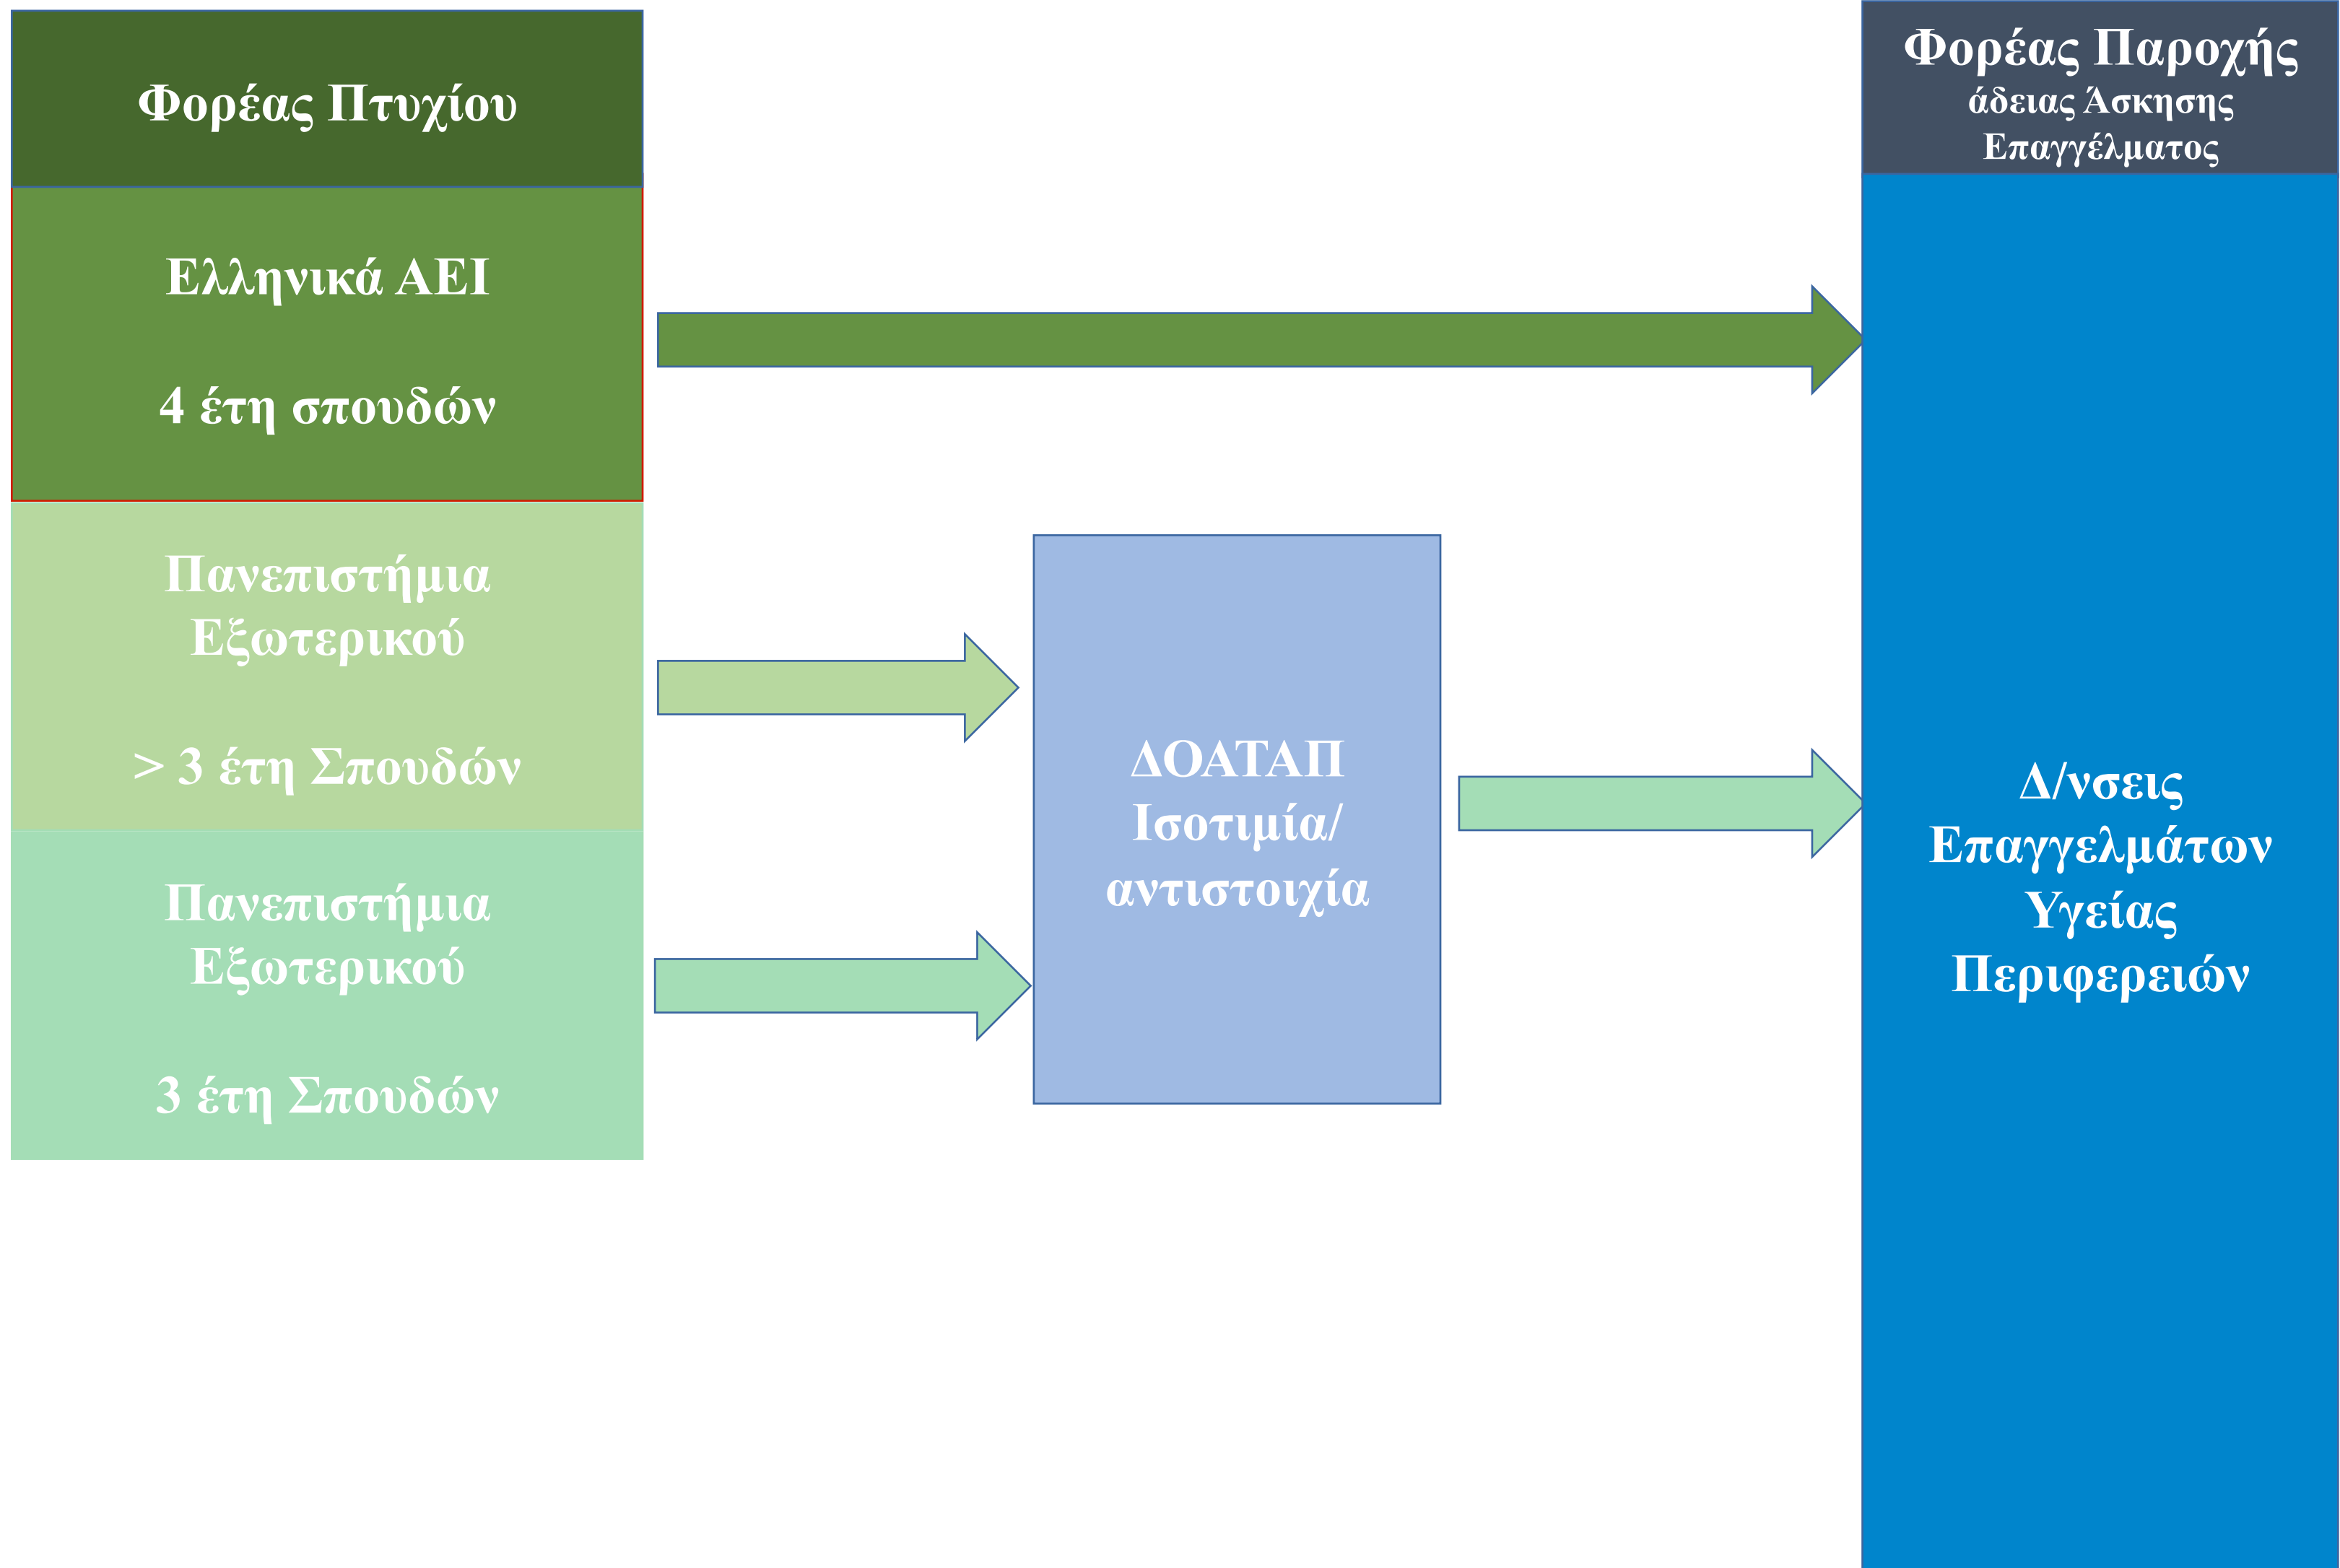 Φορέας Πτυχίου
Ελληνικά ΑΕΙ
4 έτη σπουδών
Πανεπιστήμια
Εξωτερικού
> 3 έτη Σπουδών
Πανεπιστήμια
Εξωτερικού
3 έτη Σπουδών
ΔΟΑΤΑΠ
Ισοτιμία/
αντιστοιχία
Φορέας Παροχής
άδειας Άσκησης
Επαγγέλματος
Δ/νσεις
Επαγγελμάτων
Υγείας
Περιφερειών